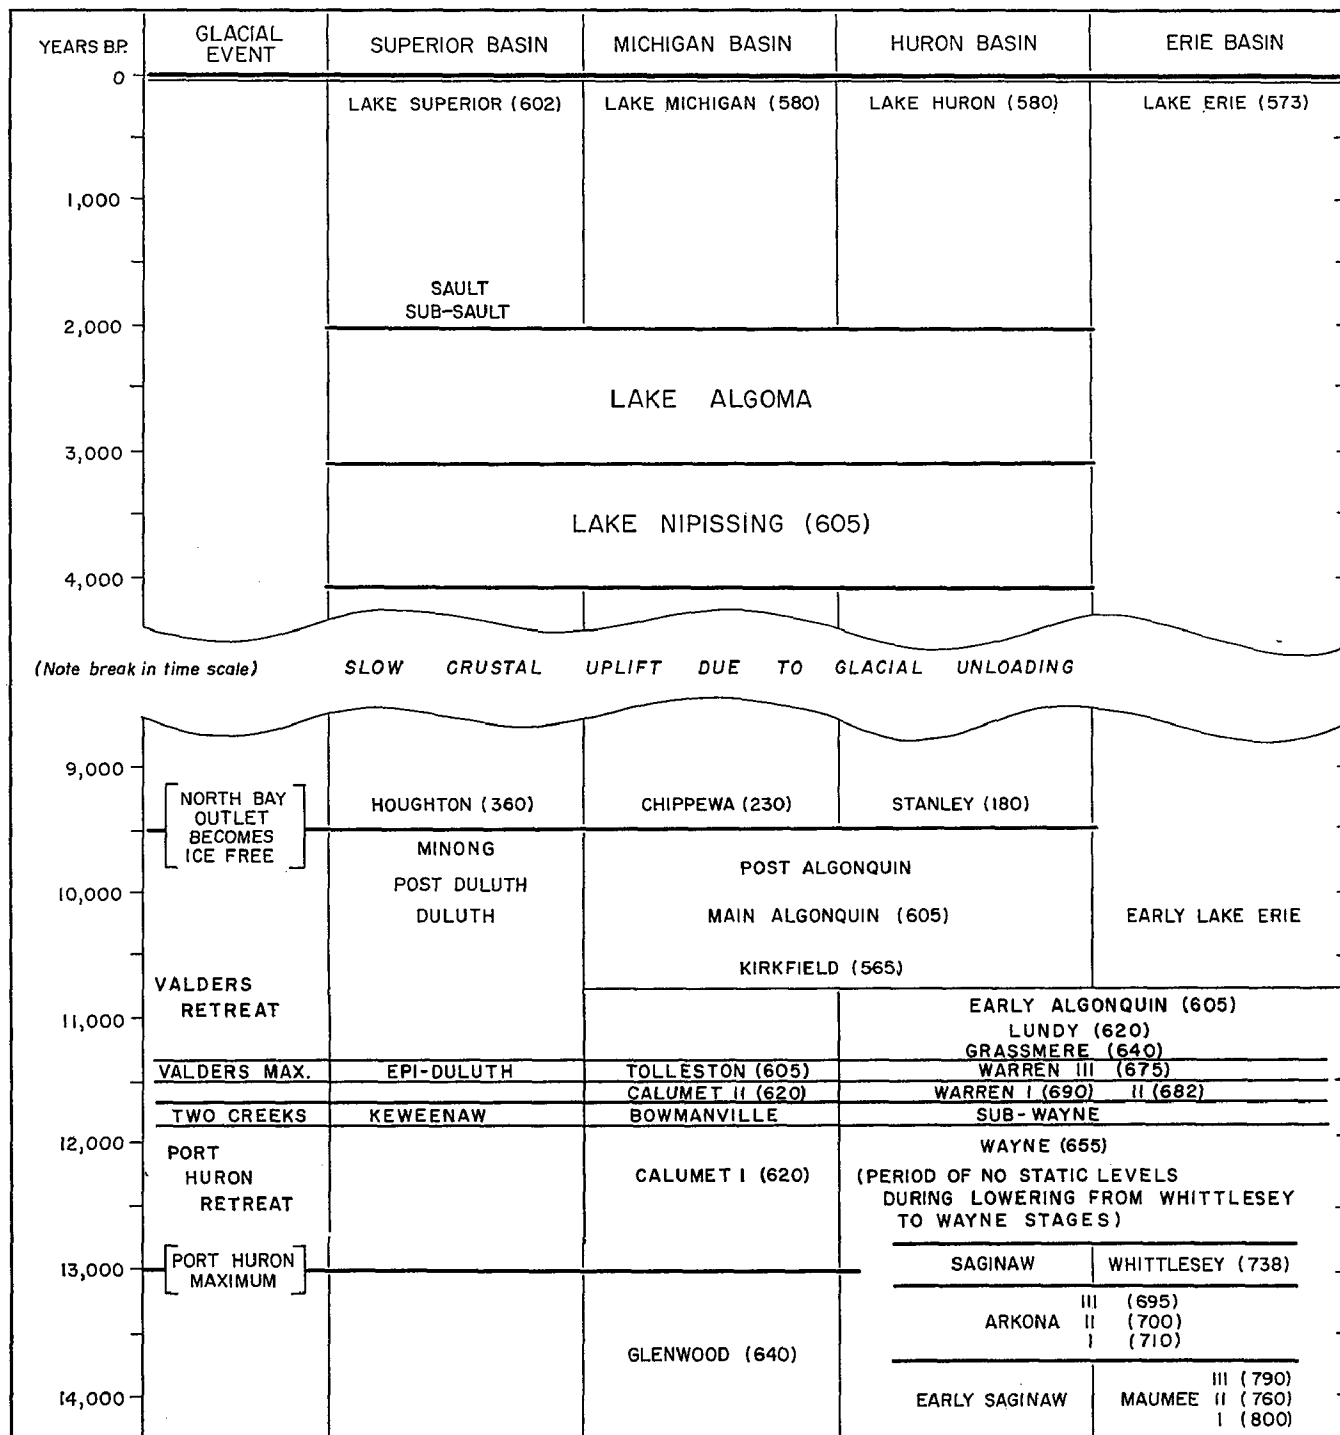 YEARS B.P. GLACIAL EVENT SUPERIOR BASIN MICHIGAN BASIN HURON BASIN ERIE BASIN
0
LAKE SUPERIOR (602) LAKE MICHIGAN (580) LAKE HURON (580) LAKE ERIE (573)
1,000
SAULT
SUB-SAULT
2,000
LAKE ALGOMA
3,000
LAKE NIPISSING (605)
4,000
(Note break in time scale) SLOW CRUSTAL UPLIFT DUE TO GLACIAL UNLOADING
9,000
NORTH BAY
OUTLET
BECOMES
ICE FREE
HOUGHTON (360) CHIPPEWA (230) STANLEY (180)
MINONG
POST ALGONQUIN
10,000 POST DULUTH
DULUTH MAIN ALGONQUIN (605) EARLY LAKE ERIE
KIRKFIELD (565)
VALDERS
RETREAT
11,000
EARLY ALGONQUIN (605)
LUNDY (620)
GRASSMERE (640)
VALDERS MAX. EPI-DULUTH TOLLESTON (605) WARREN III (675)
CALUMET II (620) WARREN I (690) II (682)
TWO CREEKS KEWEENAW BOWMANVILLE SUB-WAYNE
12,000
PORT
HURON
RETREAT
CALUMET I (620)
WAYNE (655)
(PERIOD OF NO STATIC LEVELS
DURING LOWERING FROM WHITTLESEY
TO WAYNE STAGES)
13,000
PORT HURON
MAXIMUM
SAGINAW WHITTLESEY (738)
III (695)
ARKONA II (700)
I (710)
GLENWOOD (640)
14,000
III (790)
EARLY SAGINAW MAUMEE II (760)
I (800)